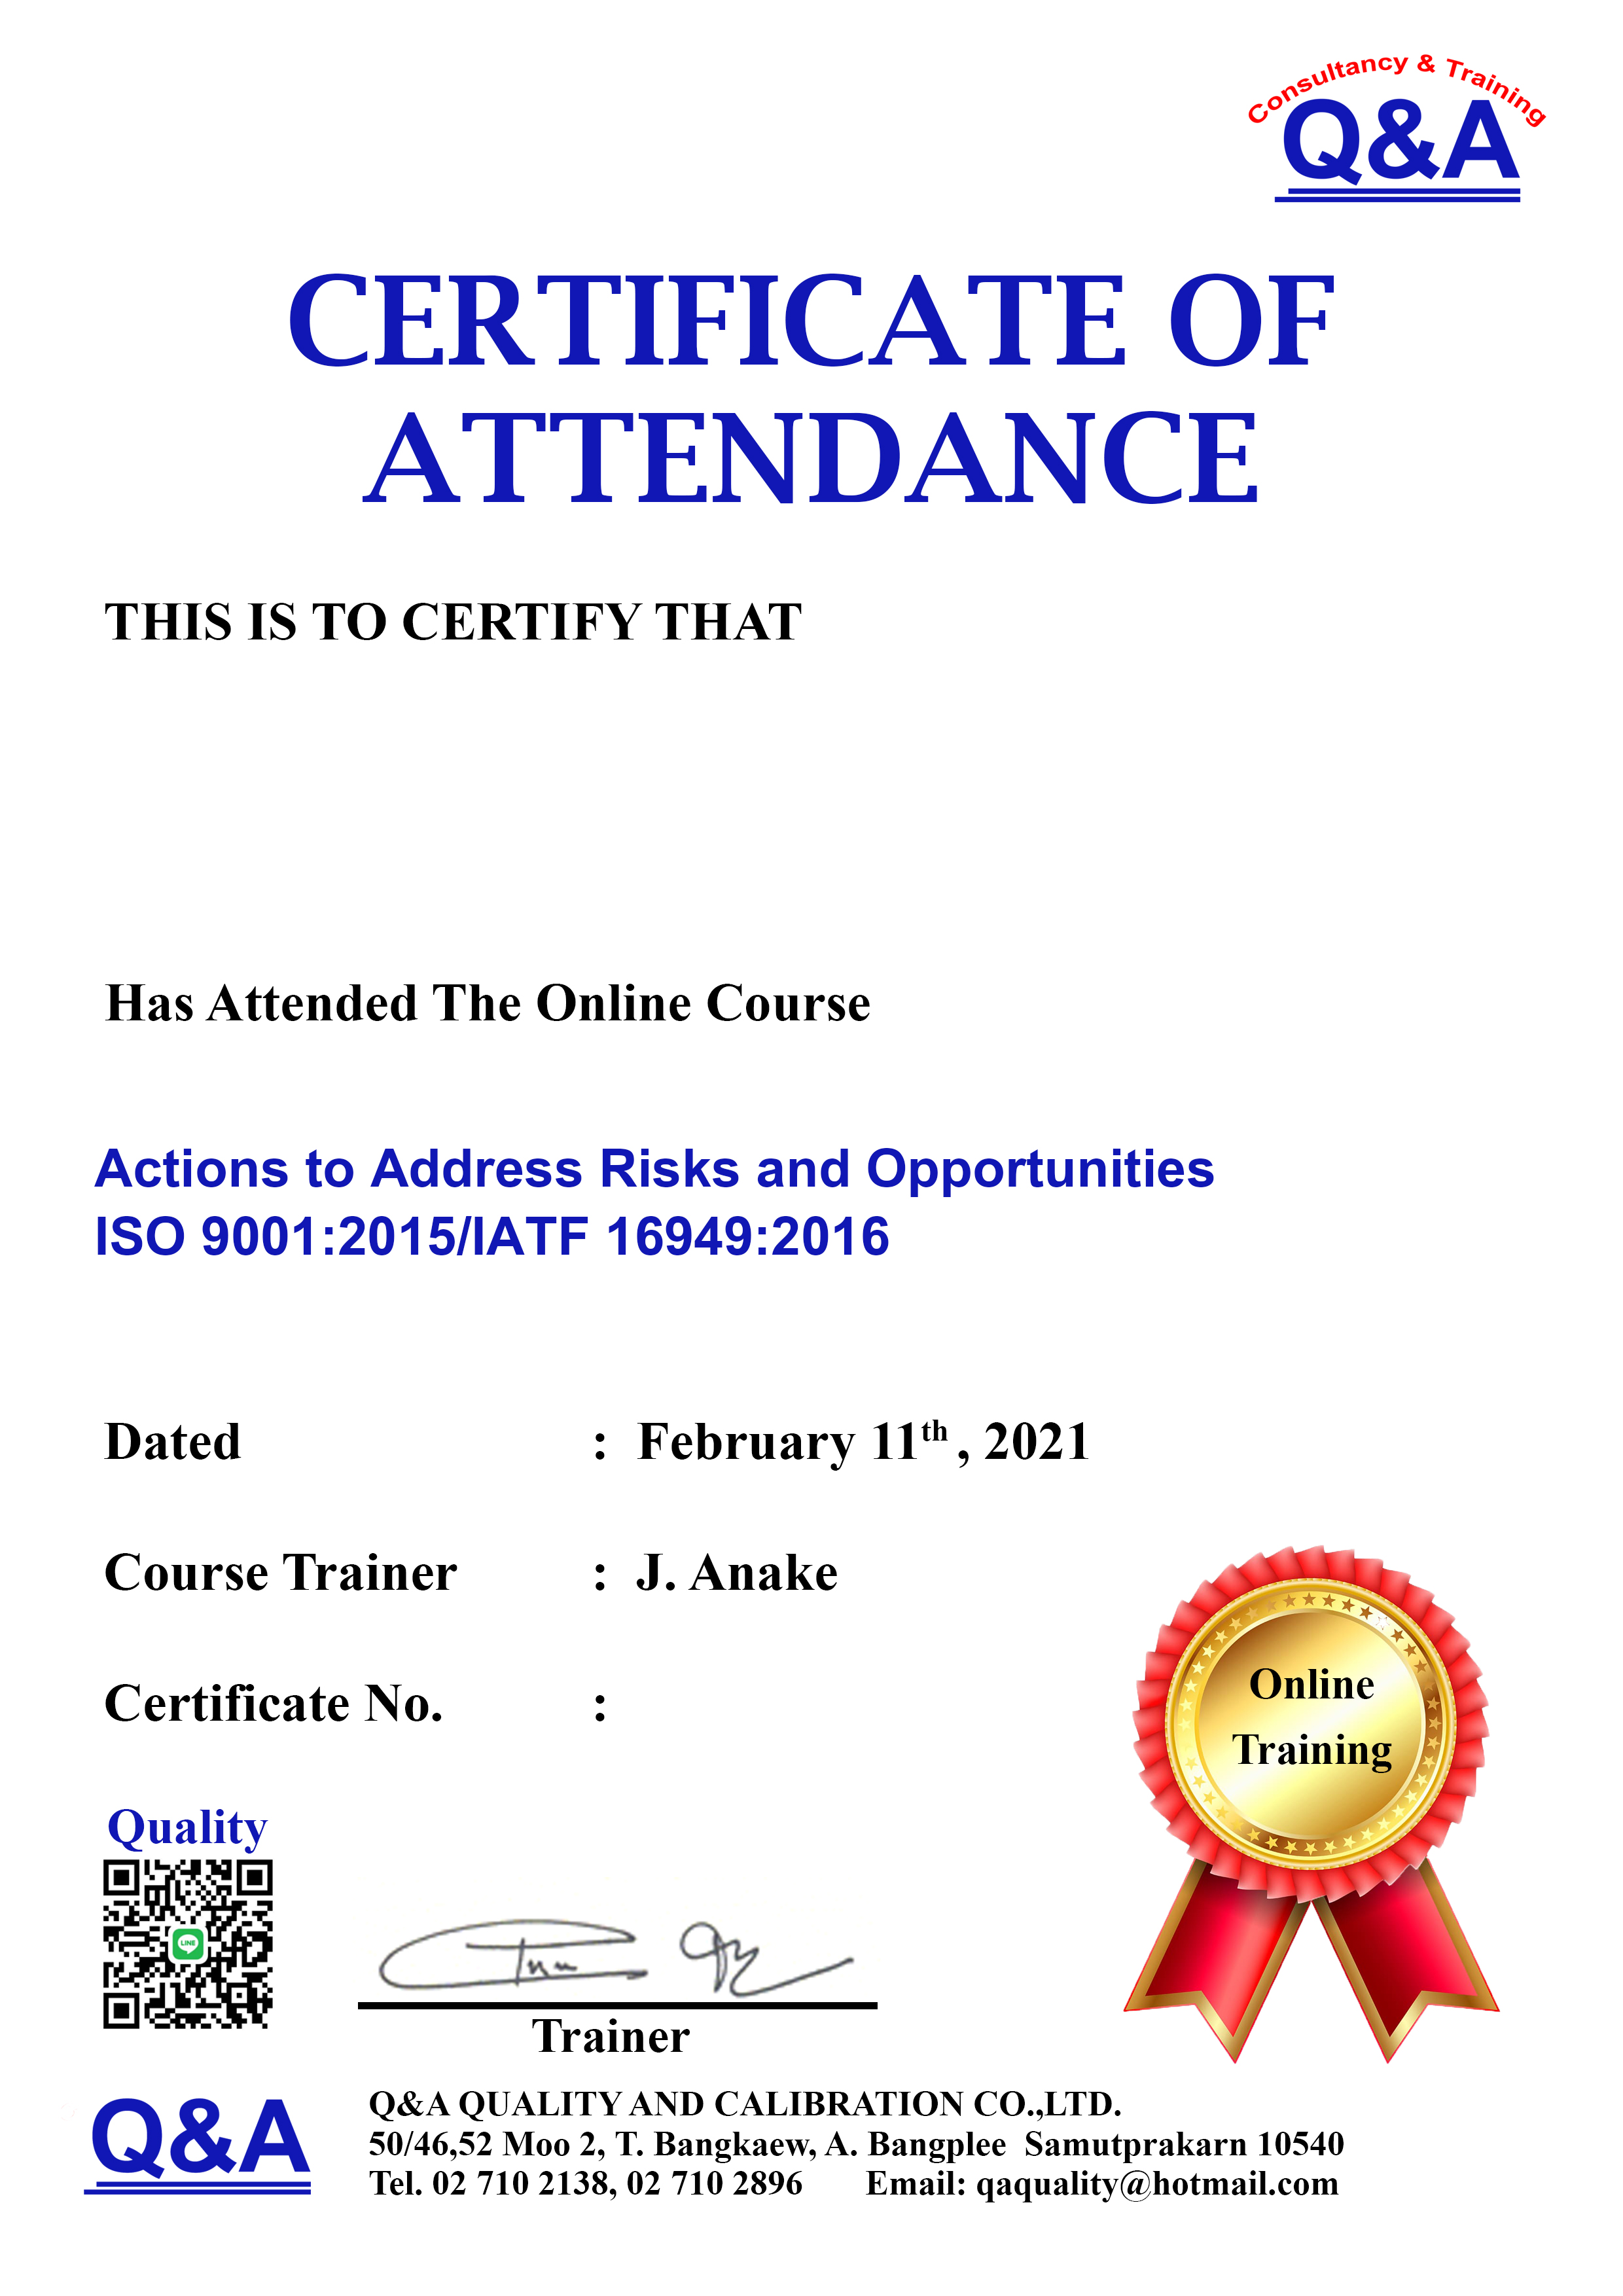 Consultancy & Training
Q&A
CERTIFICATE OF
ATTENDANCE
THIS IS TO CERTIFY THAT
Has Attended The Online Course
Actions to Address Risks and Opportunities
ISO 9001:2015/IATF 16949:2016
Dated : February 11th , 2021
Course Trainer : J. Anake
Certificate No. :
Online
Training
Quality
LINE
Trainer
Q&A
Q&A QUALITY AND CALIBRATION CO.,LTD.
50/46,52 Moo 2, T. Bangkaew, A. Bangplee Samutprakarn 10540
Tel. 02 710 2138, 02 710 2896 Email: qaquality@hotmail.com